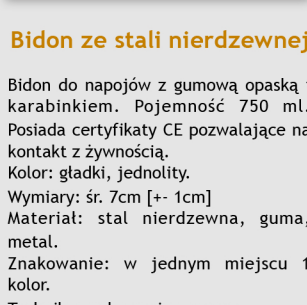 Bidon ze stali nierdzewnej
Bidon do napojów z gumową opaską
karabinkiem. Pojemność 750 ml.
Posiada certyfikaty CE pozwalające na
kontakt z żywnością.
Kolor: gładki, jednolity.
Wymiary: śr. 7cm [+- 1cm]
Materiał: stal nierdzewna, guma,
metal.
Znakowanie: w jednym miejscu 1
kolor.